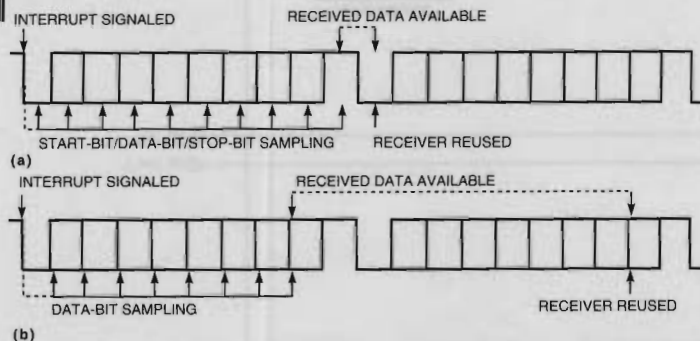 INTERRUPT SIGNALED
RECEIVED DATA AVAILABLE
START-BIT/DATA-BIT/STOP-BIT SAMPLING
RECEIVER REUSED
(a)
INTERRUPT SIGNALED
RECEIVED DATA AVAILABLE
DATA-BIT SAMPLING
RECEIVER REUSED
(b)